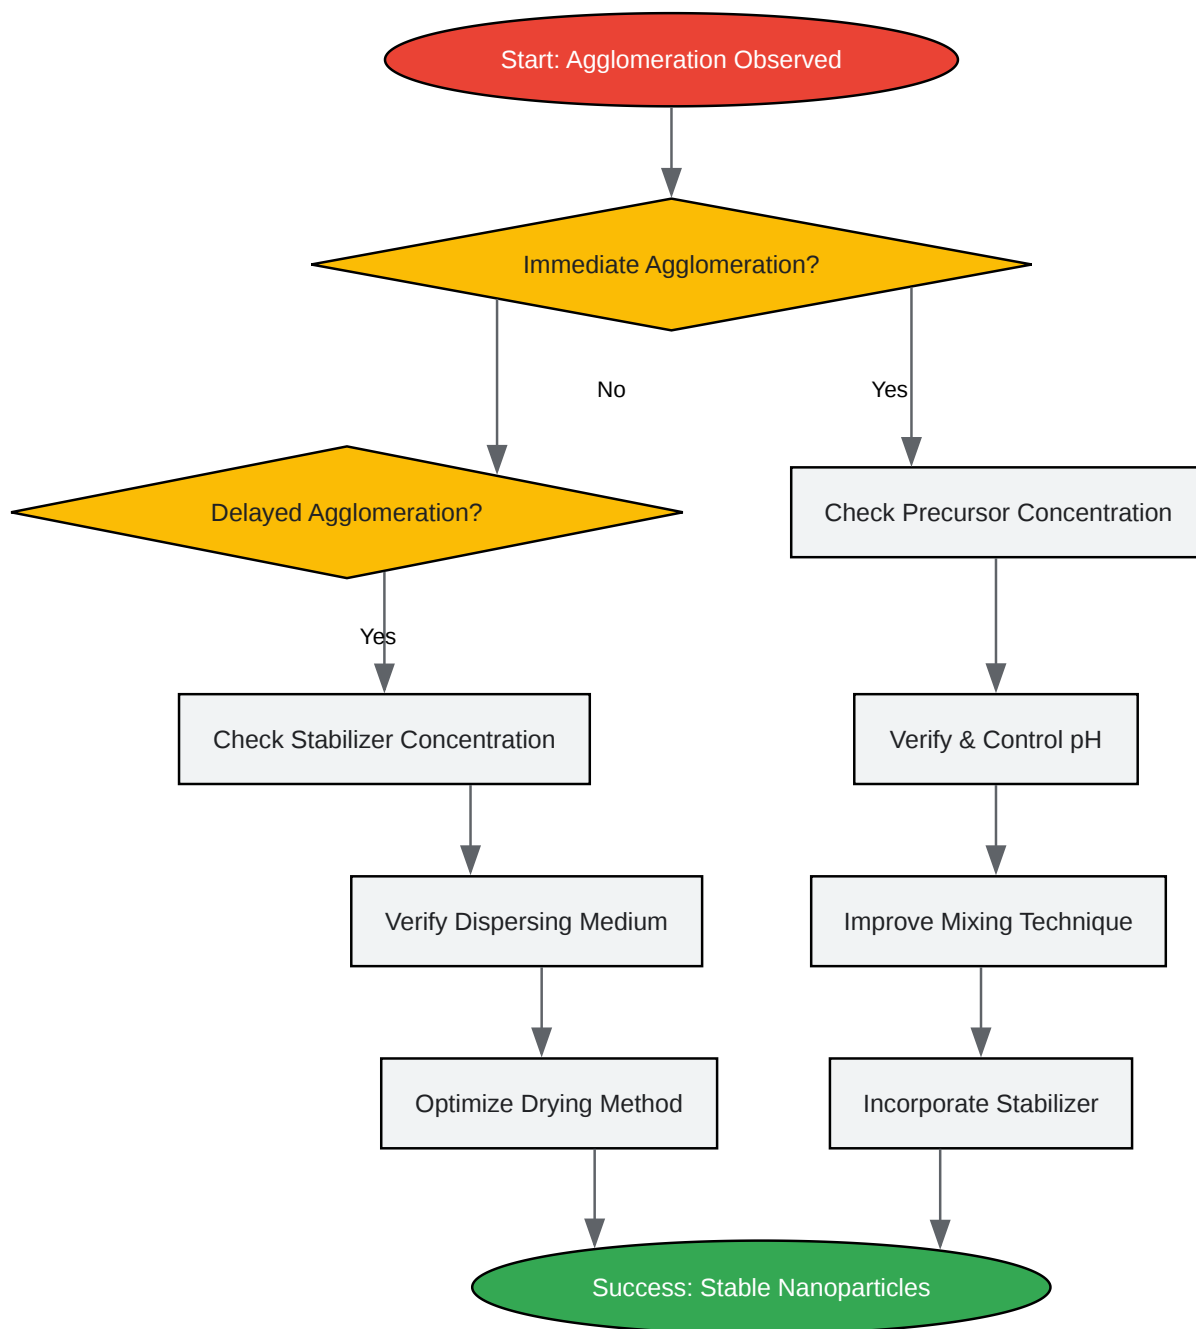 Start: Agglomeration Observed
Immediate Agglomeration?
No
Yes
Delayed Agglomeration?
Check Precursor Concentration
Yes
Check Stabilizer Concentration
Verify & Control pH
Verify Dispersing Medium
Improve Mixing Technique
Optimize Drying Method
Incorporate Stabilizer
Success: Stable Nanoparticles